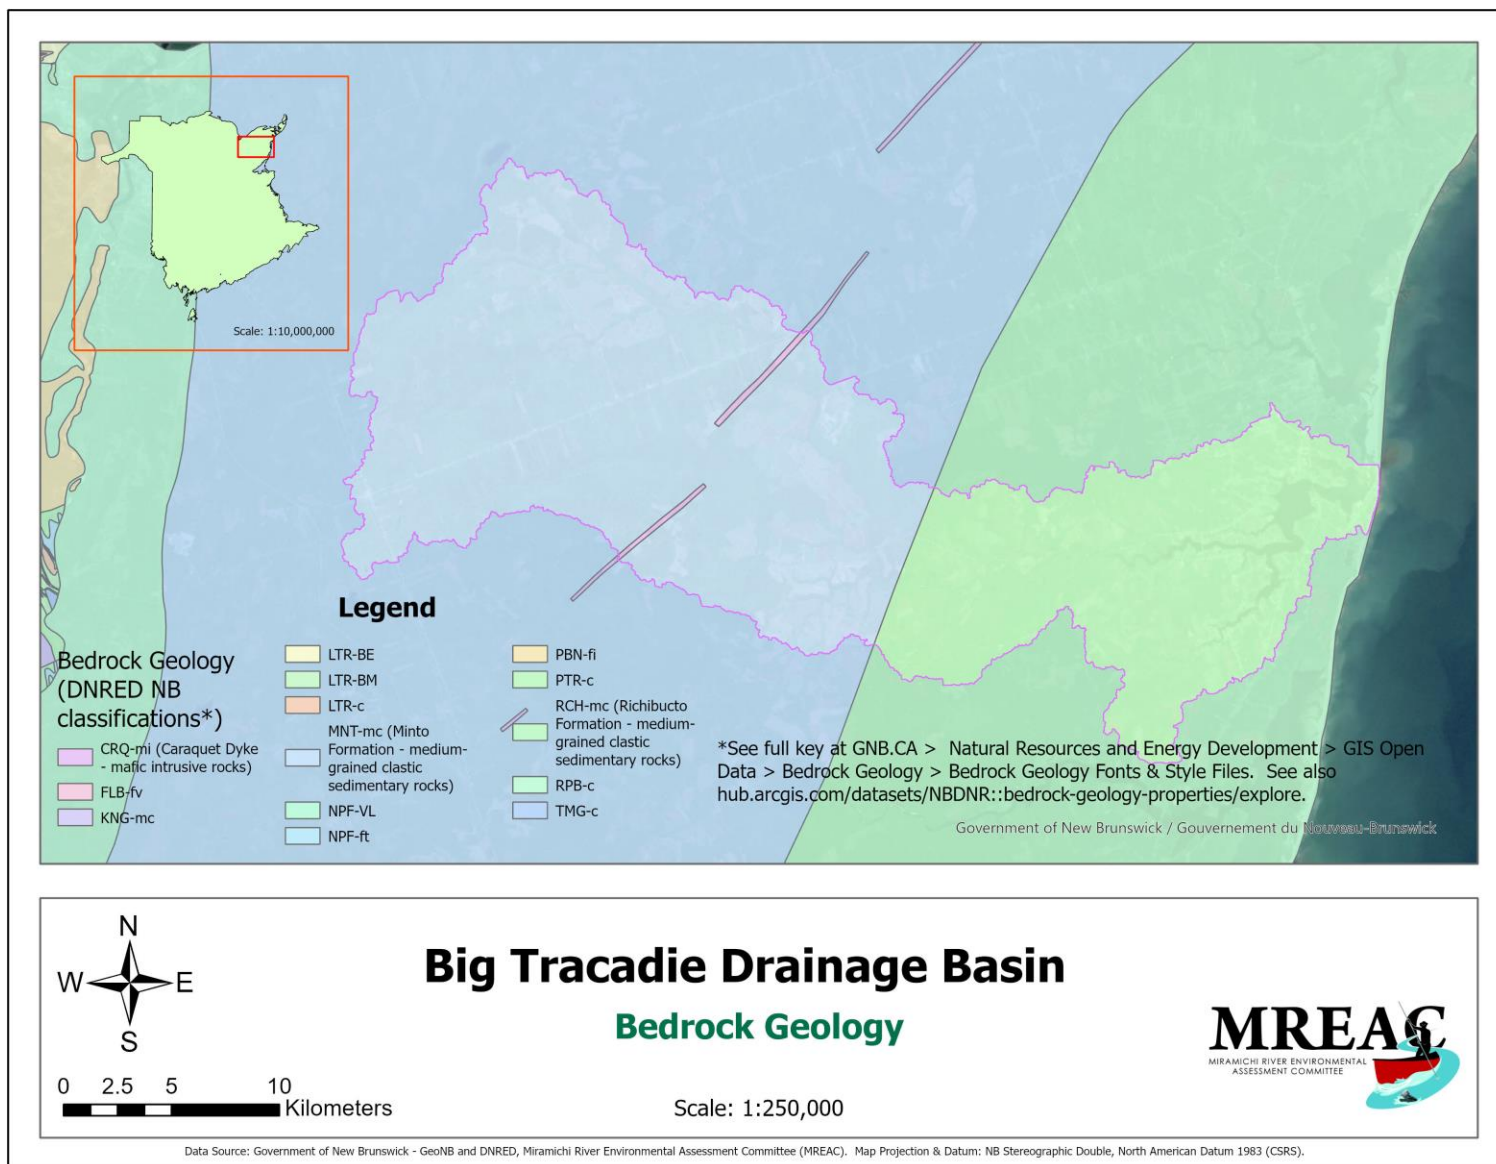 Scale: 1:10,000,000
Legend
Bedrock Geology
(DNRED NB
classifications*)
CRQ-mi (Caraquet Dyke
- mafic intrusive rocks)
FLB-fv
KNG-mc
LTR-BE
LTR-BM
LTR-c
MNT-mc (Minto
Formation - medium-
grained clastic
sedimentary rocks)
NPF-VL
NPF-ft
PBN-fi
PTR-c
RCH-mc (Richibucto
Formation - medium-
grained clastic
sedimentary rocks)
RPB-c
TMG-c
*See full key at GNB.CA > Natural Resources and Energy Development > GIS Open
Data > Bedrock Geology > Bedrock Geology Fonts & Style Files. See also
hub.arcgis.com/datasets/NBDNR::bedrock-geology-properties/explore.
Government of New Brunswick / Gouvernement du Nouveau-Brunswick
N
W E
S
0 2.5 5 10
Kilometers
Big Tracadie Drainage Basin
Bedrock Geology
Scale: 1:250,000
MREAC
MIRAMICHI RIVER ENVIRONMENTAL
ASSESSMENT COMMITTEE
Data Source: Government of New Brunswick - GeoNB and DNRED, Miramichi River Environmental Assessment Committee (MREAC). Map Projection & Datum: NB Stereographic Double, North American Datum 1983 (CSRS).